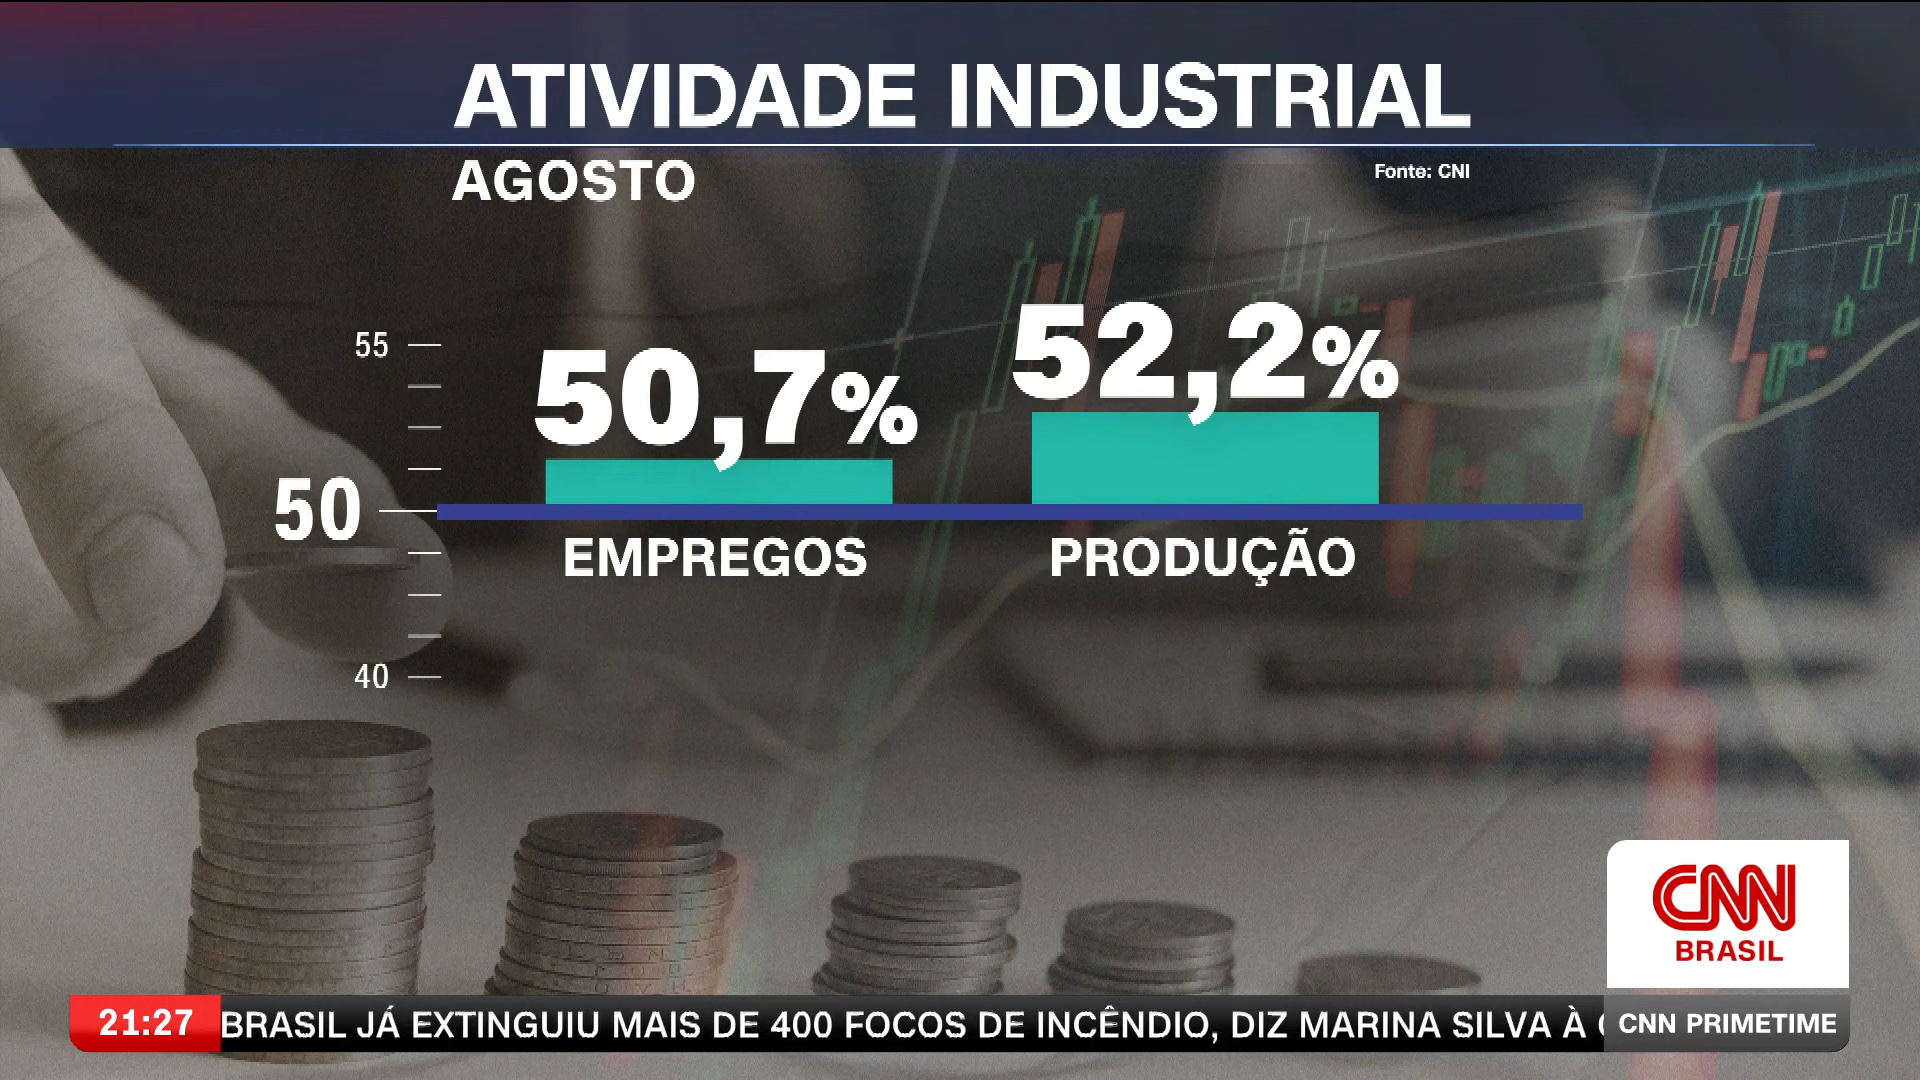 ATIVIDADE INDUSTRIAL
AGOSTO
Fonte: CNI
55
50,7%
52,2%
50
EMPREGOS
PRODUÇÃO
40
CNN
BRASIL
21:27
BRASIL JÁ EXTINGUIU MAIS DE 400 FOCOS DE INCÊNDIO, DIZ MARINA SILVA À
CNN PRIMETIME